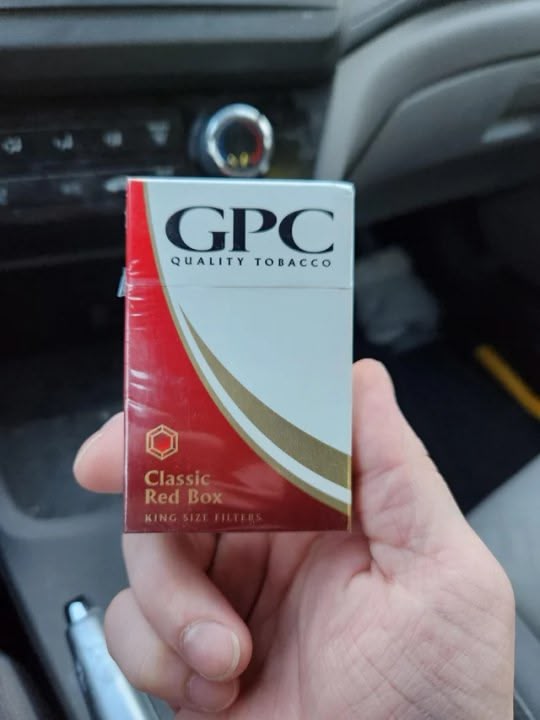 GPC
QUALITY TOBACCO
Classic
Red Box
KING SIZE FILTERS